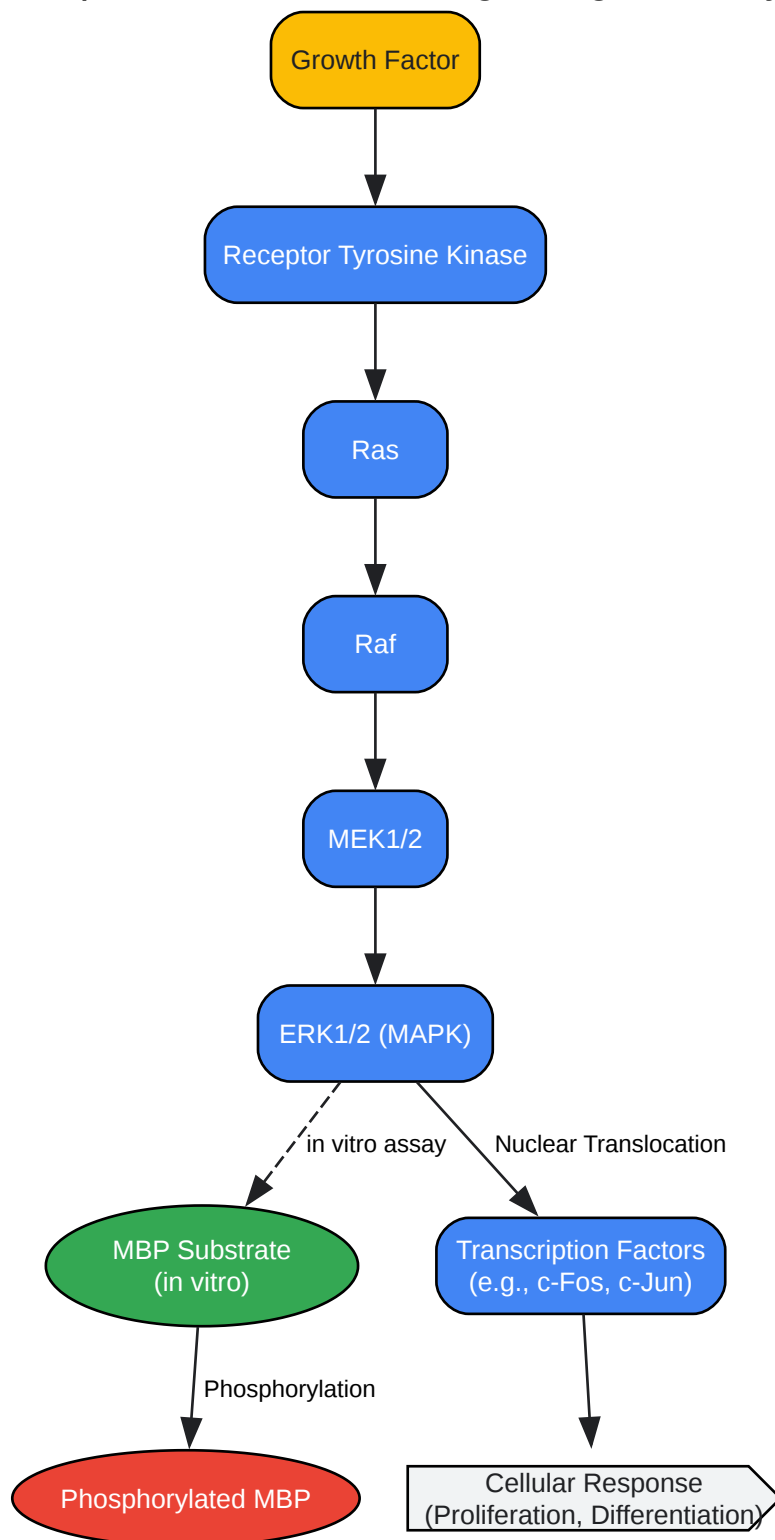 Growth Factor
Receptor Tyrosine Kinase
Ras
Raf
MEK1/2
ERK1/2 (MAPK)
in vitro assay
Nuclear Translocation
MBP Substrate
(in vitro)
Transcription Factors
(e.g., c-Fos, c-Jun)
Phosphorylation
Phosphorylated MBP
Cellular Response
(Proliferation, Differentiation)